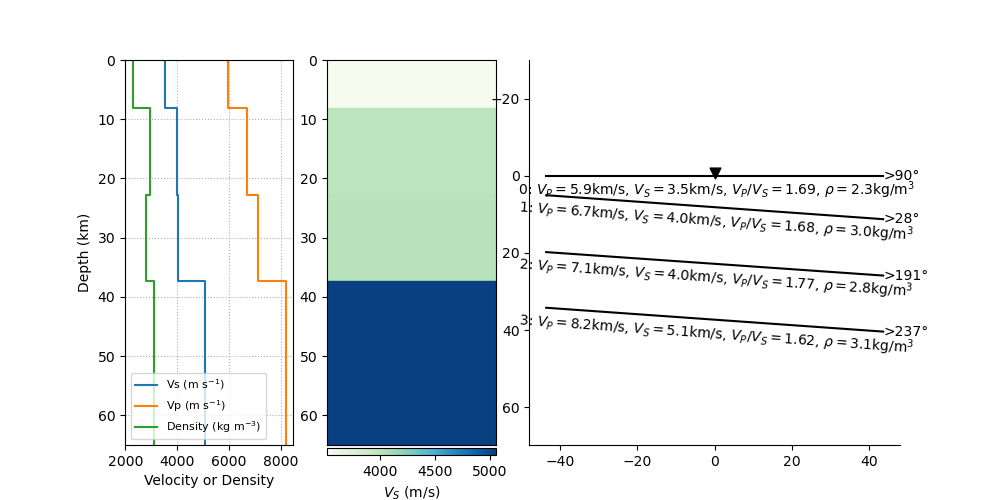 0
10
20
30
40
50
60
Depth (km)
Vs (m s⁻¹)
Vp (m s⁻¹)
Density (kg m⁻³)
2000 4000 6000 8000
Velocity or Density
0
10
20
30
40
50
60
4000 4500 5000
V_S (m/s)
−20
0
20
40
60
>90°
0: V_P = 5.9km/s, V_S = 3.5km/s, V_P/V_S = 1.69, ρ = 2.3kg/m³
>28°
1: V_P = 6.7km/s, V_S = 4.0km/s, V_P/V_S = 1.68, ρ = 3.0kg/m³
>191°
2: V_P = 7.1km/s, V_S = 4.0km/s, V_P/V_S = 1.77, ρ = 2.8kg/m³
>237°
3: V_P = 8.2km/s, V_S = 5.1km/s, V_P/V_S = 1.62, ρ = 3.1kg/m³
−40 −20 0 20 40